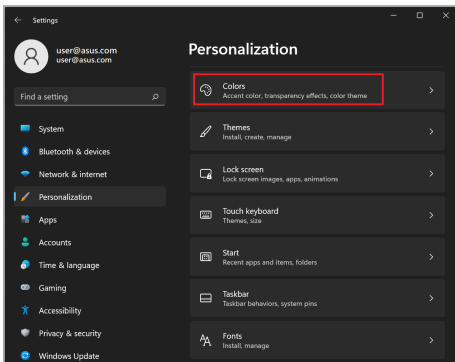 Settings
user@asus.com
user@asus.com
Find a setting
System
Bluetooth & devices
Network & internet
Personalization
Apps
Accounts
Time & language
Gaming
Accessibility
Privacy & security
Windows Update
Personalization
Colors
Accent color, transparency effects, color theme
Themes
Install, create, manage
Lock screen
Lock screen images, apps, animations
Touch keyboard
Themes, size
Start
Recent apps and items, folders
Taskbar
Taskbar behaviors, system pins
Fonts
Install, manage